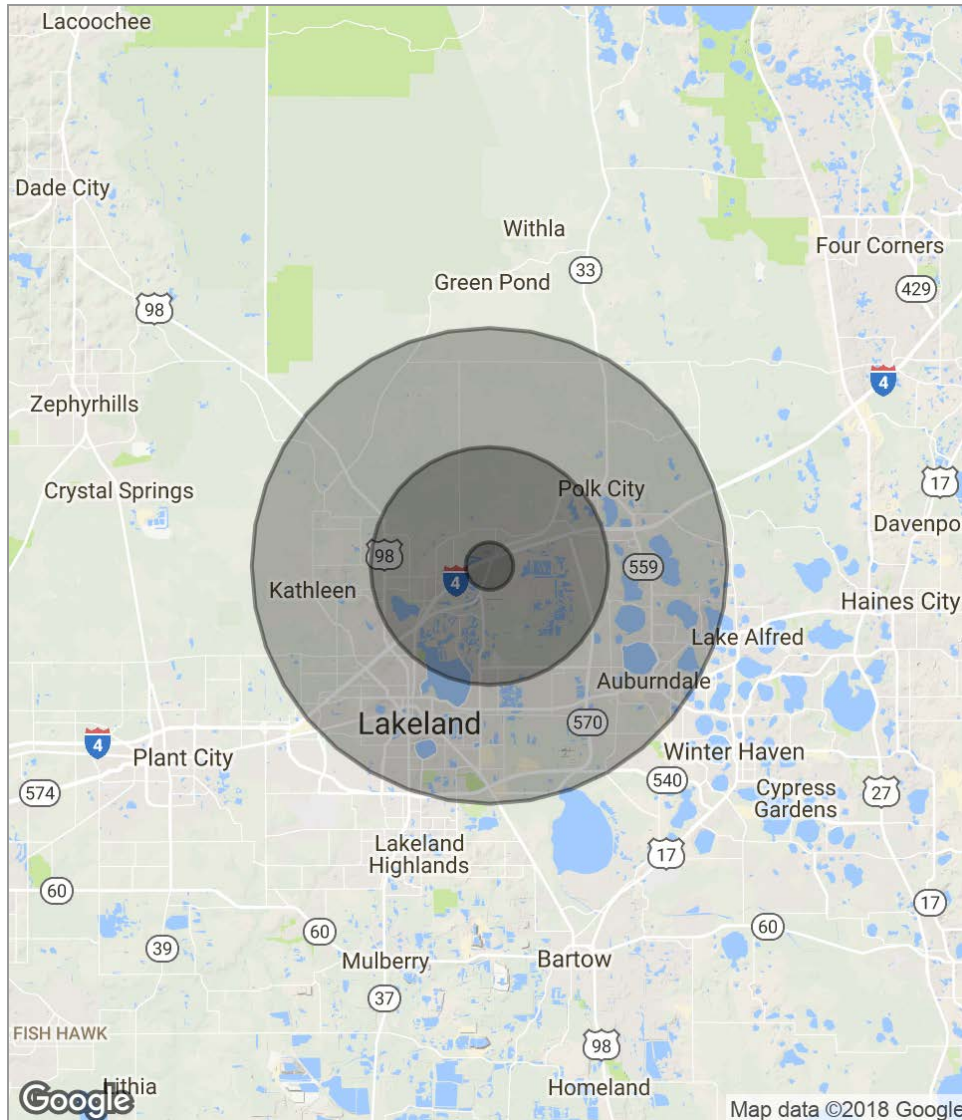 Lacoochee
Dade City
Withla
Four Corners
33
Green Pond
429
98
4
Zephyrhills
17
Crystal Springs
Polk City
Davenpo
98
559
4
Kathleen
Haines City
Lake Alfred
Auburndale
Lakeland
570
4
Plant City
Winter Haven
574
540
Cypress
Gardens
27
Lakeland
Highlands
17
60
17
60
60
39
Mulberry
Bartow
37
FISH HAWK
98
Lithia
Homeland
Google
Map data ©2018 Google